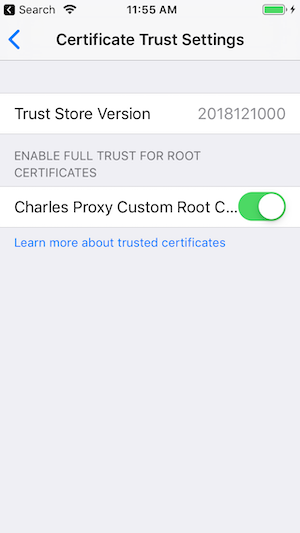 Search 11:55 AM
Certificate Trust Settings
Trust Store Version 2018121000
ENABLE FULL TRUST FOR ROOT
CERTIFICATES
Charles Proxy Custom Root C...
Learn more about trusted certificates